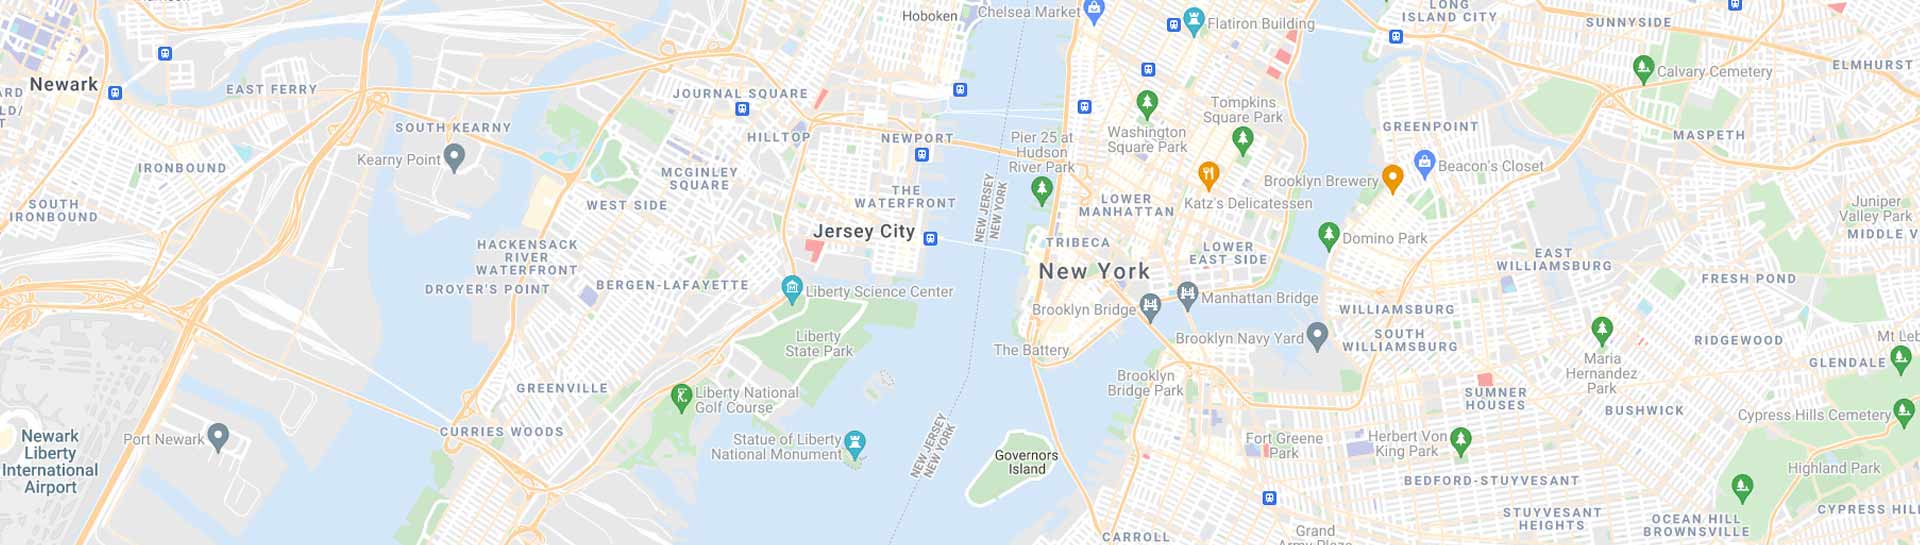 Hoboken
Chelsea Market
Flatiron Building
LONG
ISLAND CITY
SUNNYSIDE
Newark
EAST FERRY
JOURNAL SQUARE
Calvary Cemetery
ELMHURST
SOUTH KEARNY
HILLTOP
NEWPORT
Pier 25 at
Hudson
River Park
Washington
Square Park
Tompkins
Square Park
GREENPOINT
MASPETH
IRONBOUND
Kearny Point
MCGINLEY
SQUARE
Beacon's Closet
Brooklyn Brewery
THE
WATERFRONT
NEW JERSEY
NEW YORK
LOWER
MANHATTAN
Katz's Delicatessen
SOUTH
IRONBOUND
WEST SIDE
Juniper
Valley Park
MIDDLE V
Jersey City
TRIBECA
LOWER
EAST SIDE
Domino Park
HACKENSACK
RIVER
WATERFRONT
EAST
WILLIAMSBURG
New York
FRESH POND
DROYER'S POINT
BERGEN-LAFAYETTE
Liberty Science Center
Brooklyn Bridge
Manhattan Bridge
WILLIAMSBURG
Liberty
State Park
The Battery
Brooklyn Navy Yard
SOUTH
WILLIAMSBURG
RIDGEWOOD
Mt Leb
GLENDALE
Maria
Hernandez
Park
GREENVILLE
Liberty National
Golf Course
Brooklyn
Bridge Park
SUMNER
HOUSES
BUSHWICK
Cypress Hills Cemetery
CURRIES WOODS
Port Newark
Newark
Liberty
International
Airport
Statue of Liberty
National Monument
NEW JERSEY
NEW YORK
Governors
Island
Fort Greene
Park
Herbert Von
King Park
Highland Park
BEDFORD-STUYVESANT
STUYVESANT
HEIGHTS
OCEAN HILL
BROWNSVILLE
CYPRESS HILL
CARROLL
Grand